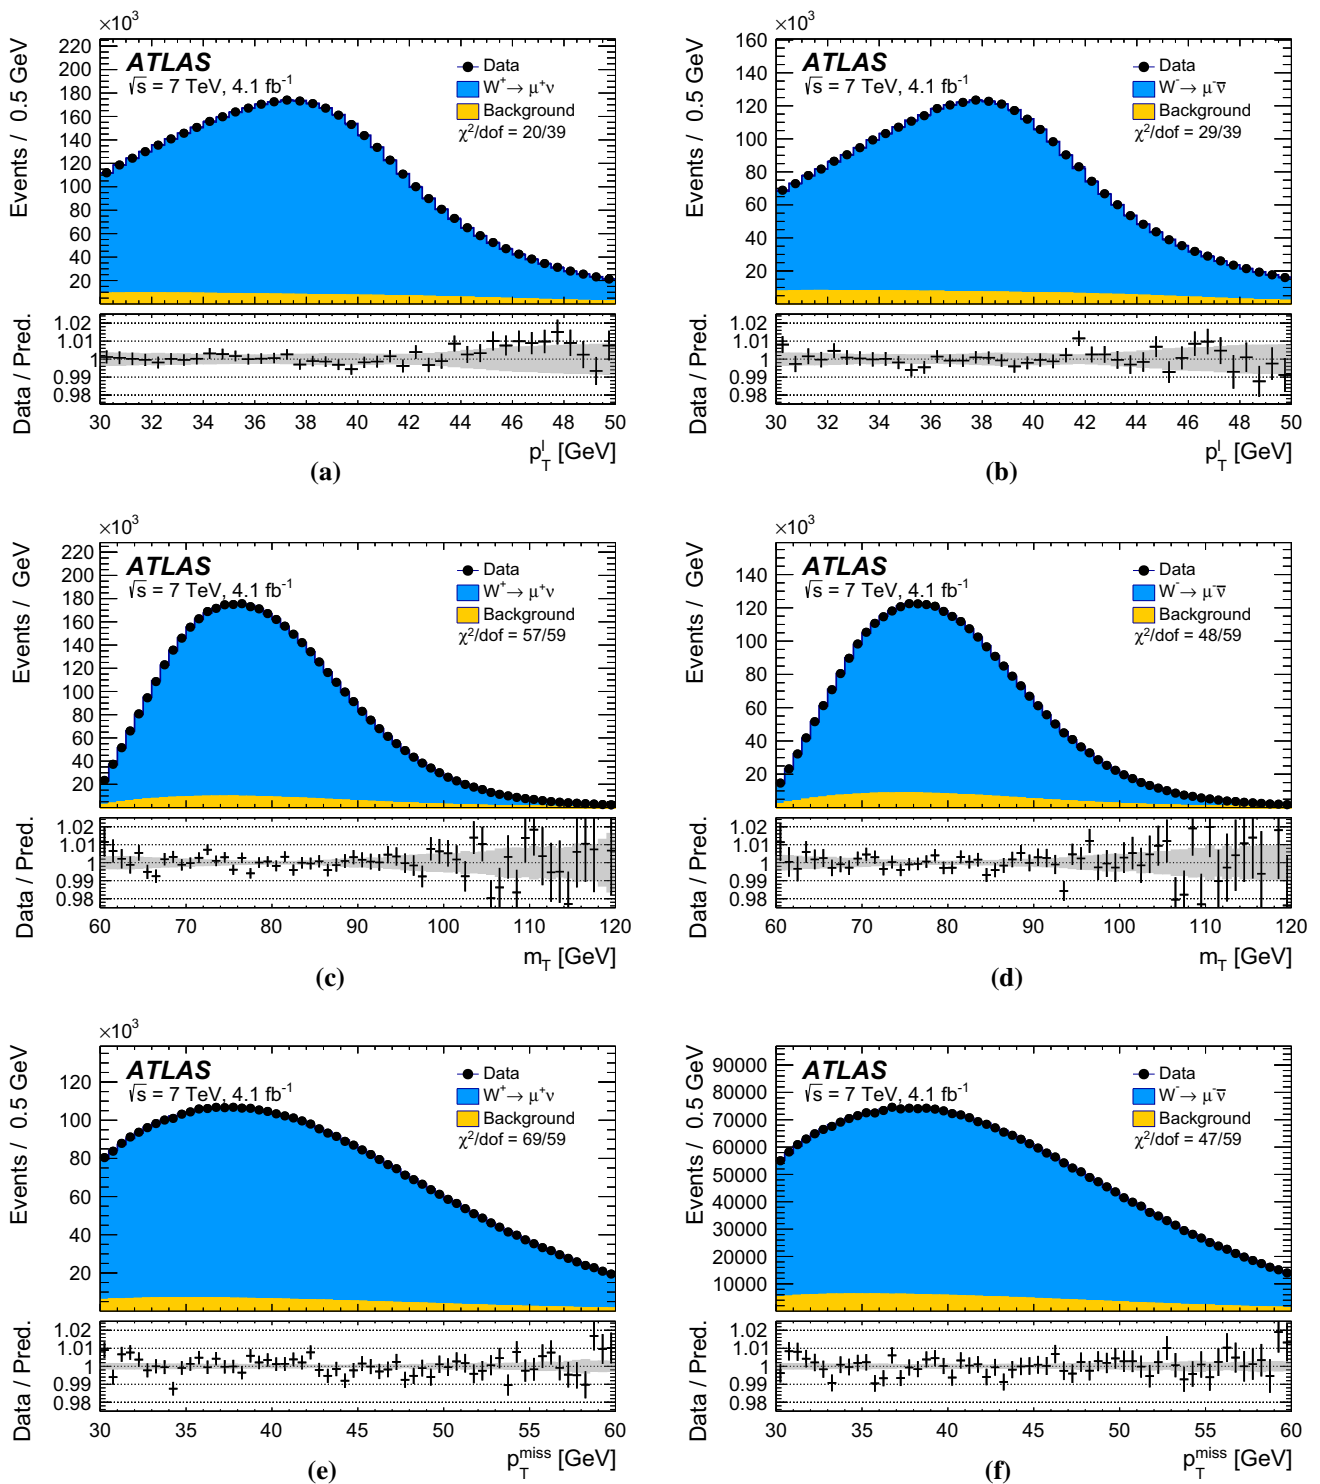 ×10³
220
200
180
160
140
120
100
80
60
40
20
Events / 0.5 GeV
ATLAS
√s = 7 TeV, 4.1 fb⁻¹
Data
W⁺→ μ⁺ν
Background
χ²/dof = 20/39
1.02
1.01
1
0.99
0.98
Data / Pred.
30 32 34 36 38 40 42 44 46 48 50
p_T^l [GeV]
(a)
×10³
160
140
120
100
80
60
40
20
Events / 0.5 GeV
ATLAS
√s = 7 TeV, 4.1 fb⁻¹
Data
W⁻→ μ⁻ν̅
Background
χ²/dof = 29/39
1.02
1.01
1
0.99
0.98
Data / Pred.
30 32 34 36 38 40 42 44 46 48 50
p_T^l [GeV]
(b)
×10³
220
200
180
160
140
120
100
80
60
40
20
Events / GeV
ATLAS
√s = 7 TeV, 4.1 fb⁻¹
Data
W⁺→ μ⁺ν
Background
χ²/dof = 57/59
1.02
1.01
1
0.99
0.98
Data / Pred.
60 70 80 90 100 110 120
m_T [GeV]
(c)
×10³
140
120
100
80
60
40
20
Events / GeV
ATLAS
√s = 7 TeV, 4.1 fb⁻¹
Data
W⁻→ μ⁻ν̅
Background
χ²/dof = 48/59
1.02
1.01
1
0.99
0.98
Data / Pred.
60 70 80 90 100 110 120
m_T [GeV]
(d)
×10³
120
100
80
60
40
20
Events / 0.5 GeV
ATLAS
√s = 7 TeV, 4.1 fb⁻¹
Data
W⁺→ μ⁺ν
Background
χ²/dof = 69/59
1.02
1.01
1
0.99
0.98
Data / Pred.
30 35 40 45 50 55 60
p_T^miss [GeV]
(e)
90000
80000
70000
60000
50000
40000
30000
20000
10000
Events / 0.5 GeV
ATLAS
√s = 7 TeV, 4.1 fb⁻¹
Data
W⁻→ μ⁻ν̅
Background
χ²/dof = 47/59
1.02
1.01
1
0.99
0.98
Data / Pred.
30 35 40 45 50 55 60
p_T^miss [GeV]
(f)